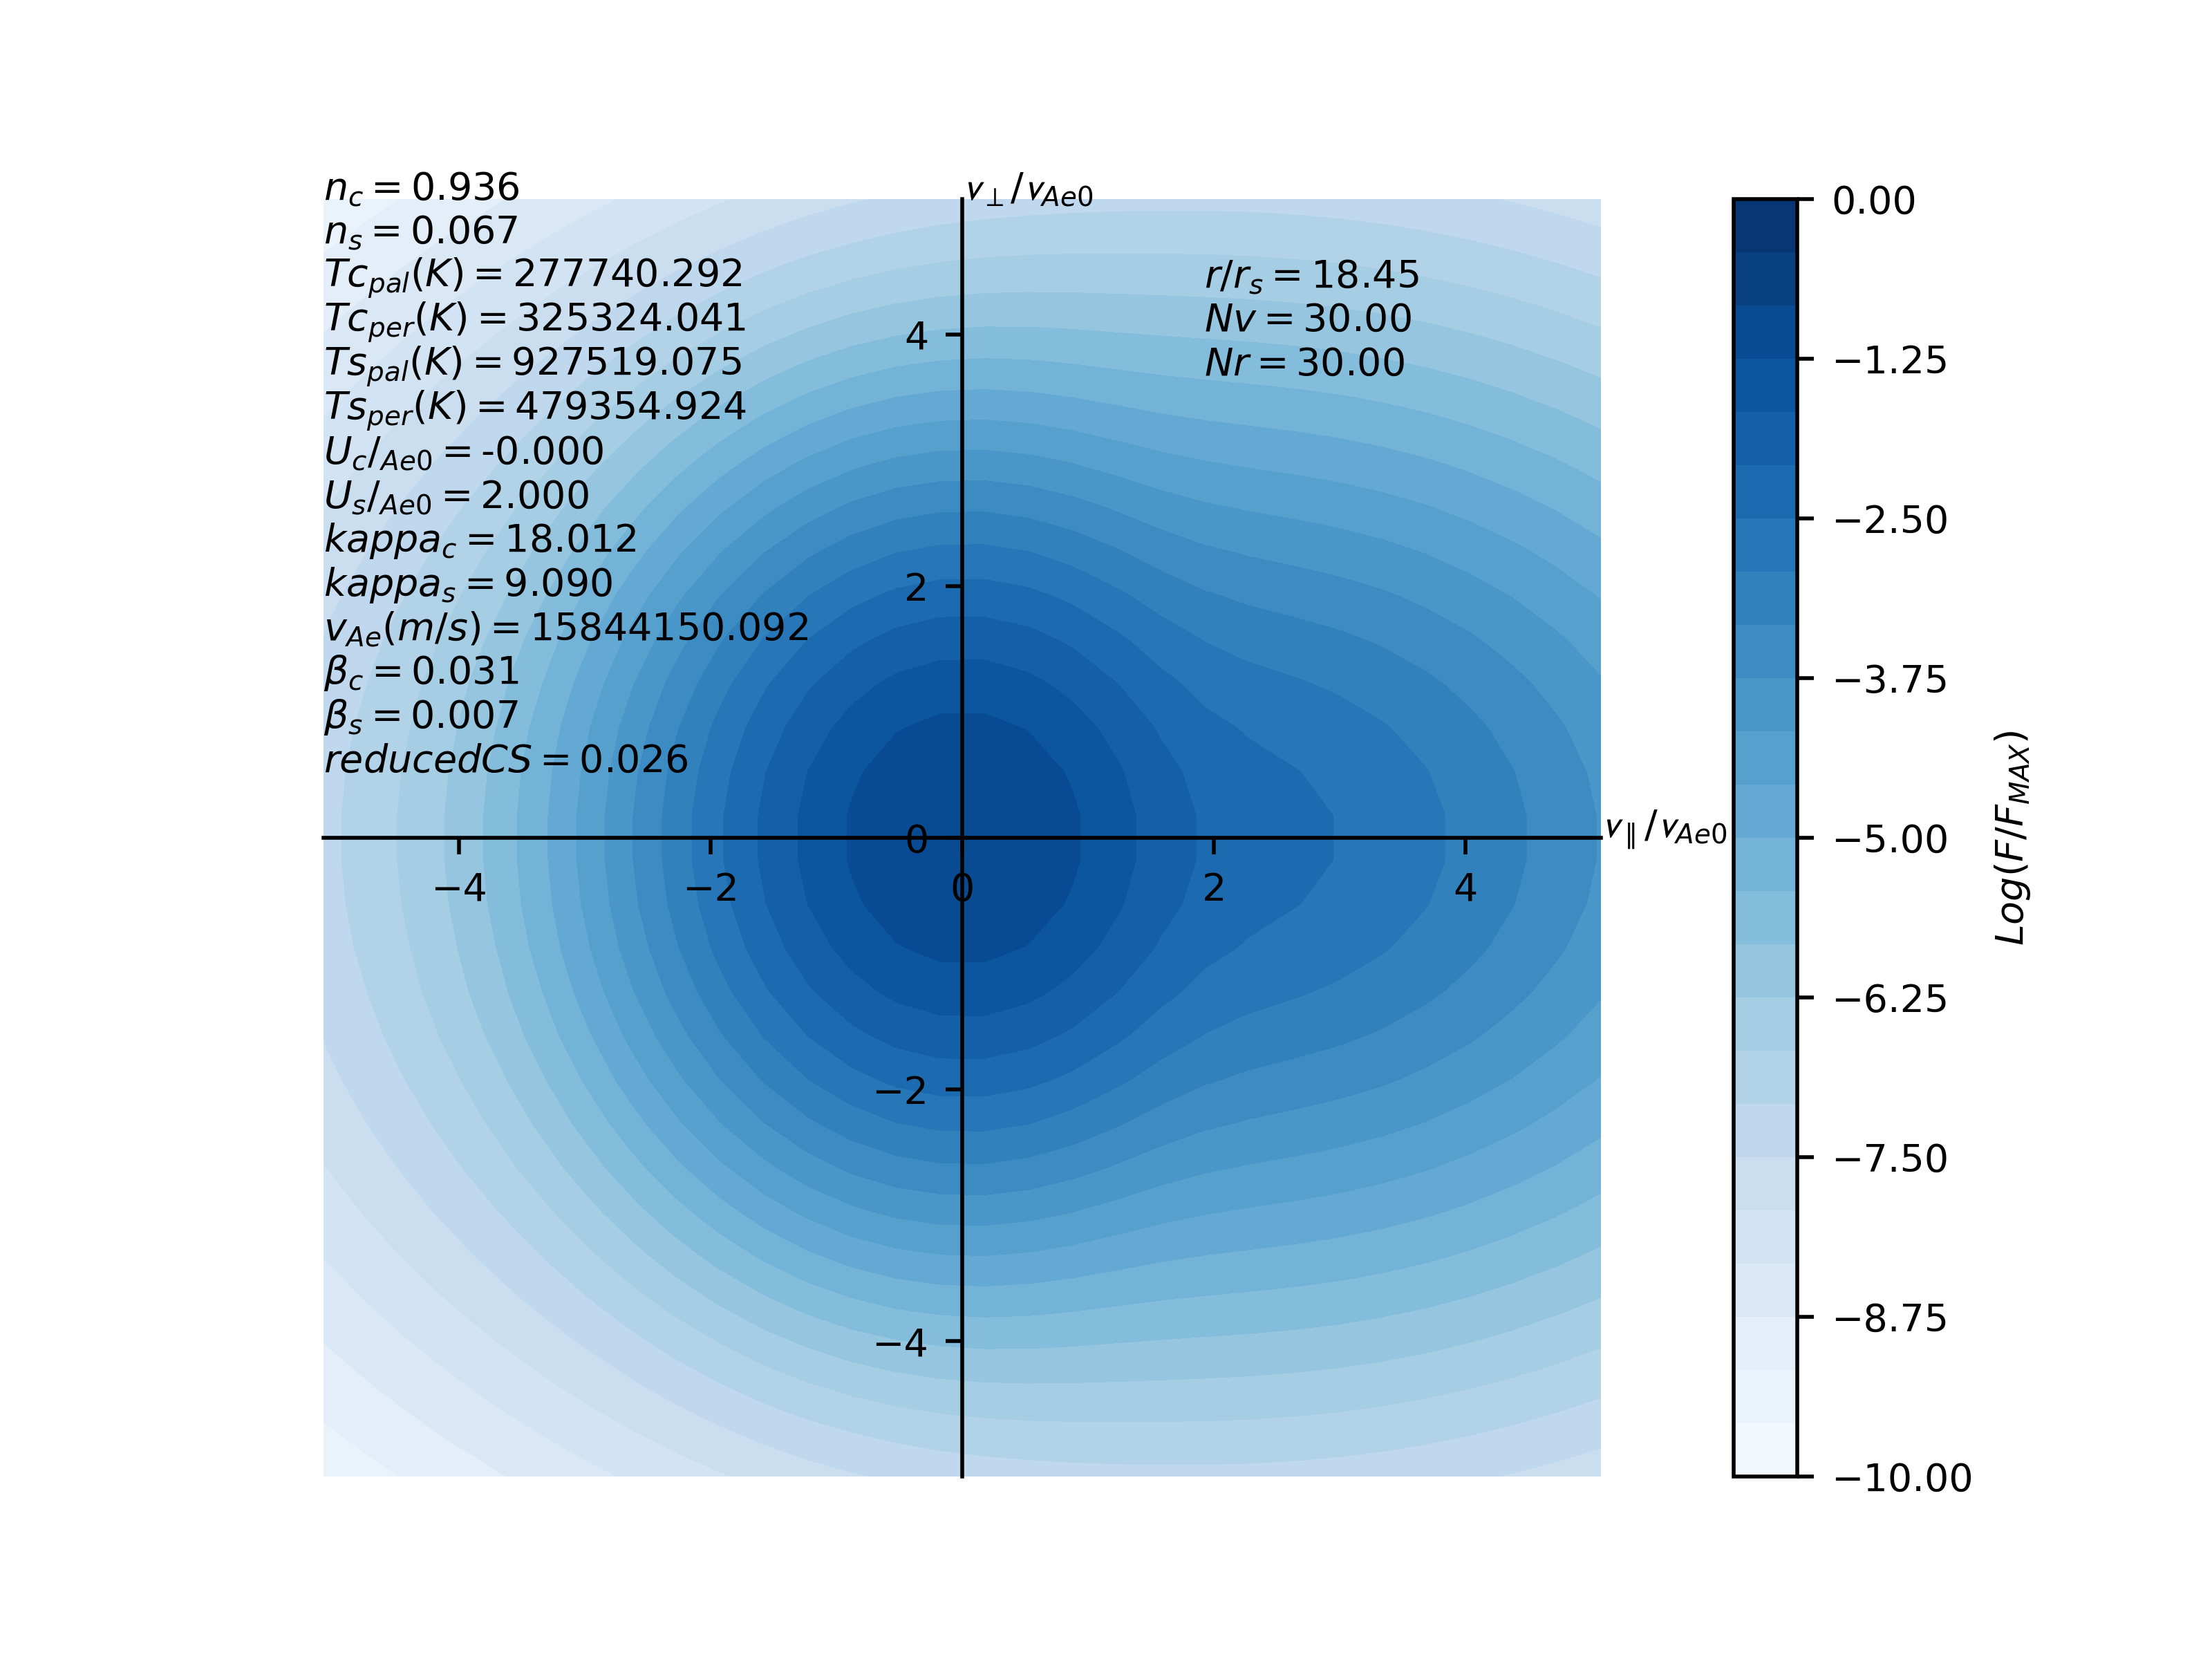 n_c = 0.936
n_s = 0.067
Tc_pal(K) = 277740.292
Tc_per(K) = 325324.041
Ts_pal(K) = 927519.075
Ts_per(K) = 479354.924
U_c/_Ae0 = -0.000
U_s/_Ae0 = 2.000
kappa_c = 18.012
kappa_s = 9.090
v_Ae(m/s) = 15844150.092
β_c = 0.031
β_s = 0.007
reducedCS = 0.026
v_⊥/v_Ae0
r/r_s = 18.45
Nv = 30.00
Nr = 30.00
4
2
0
−2
−4
−4
−2
0
2
4
v_∥/v_Ae0
0.00
−1.25
−2.50
−3.75
−5.00
−6.25
−7.50
−8.75
−10.00
Log(F/F_MAX)